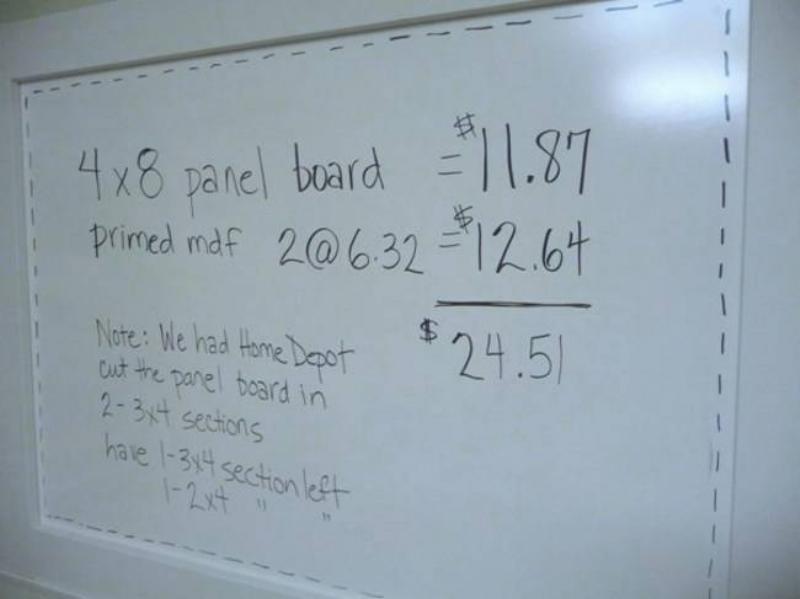 4x8 panel board = $11.87
primed mdf 2@6.32 = $12.64
$24.51
Note: We had Home Depot
cut the panel board in
2-3x4 sections
have 1-3x4 section left
1-2x4 " "